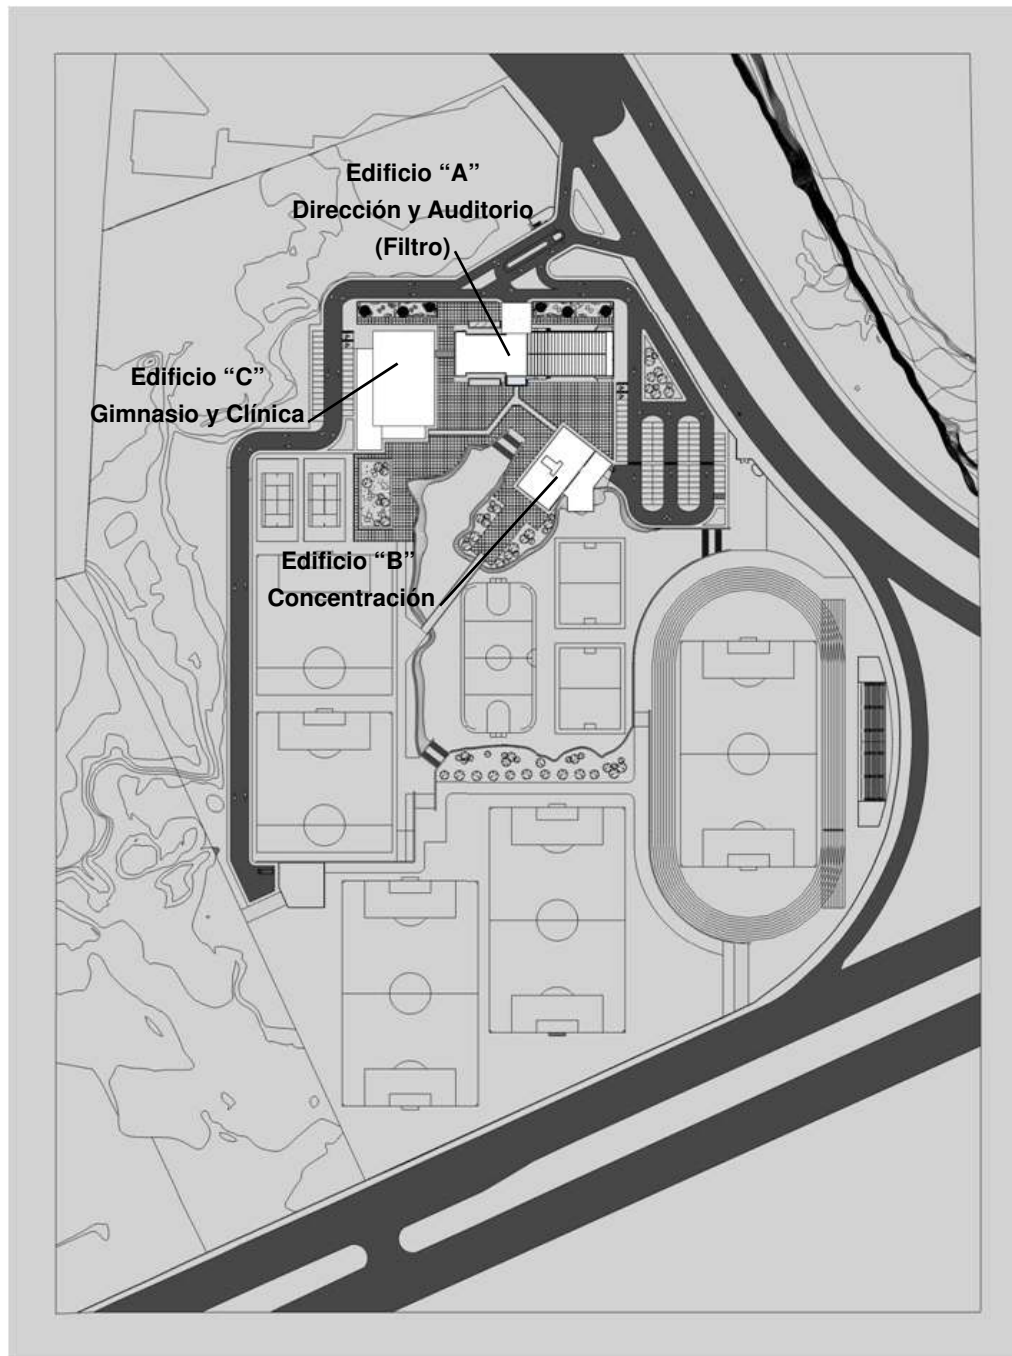 Edificio “A”
Dirección y Auditorio
(Filtro)
Edificio “C”
Gimnasio y Clínica
Edificio “B”
Concentración